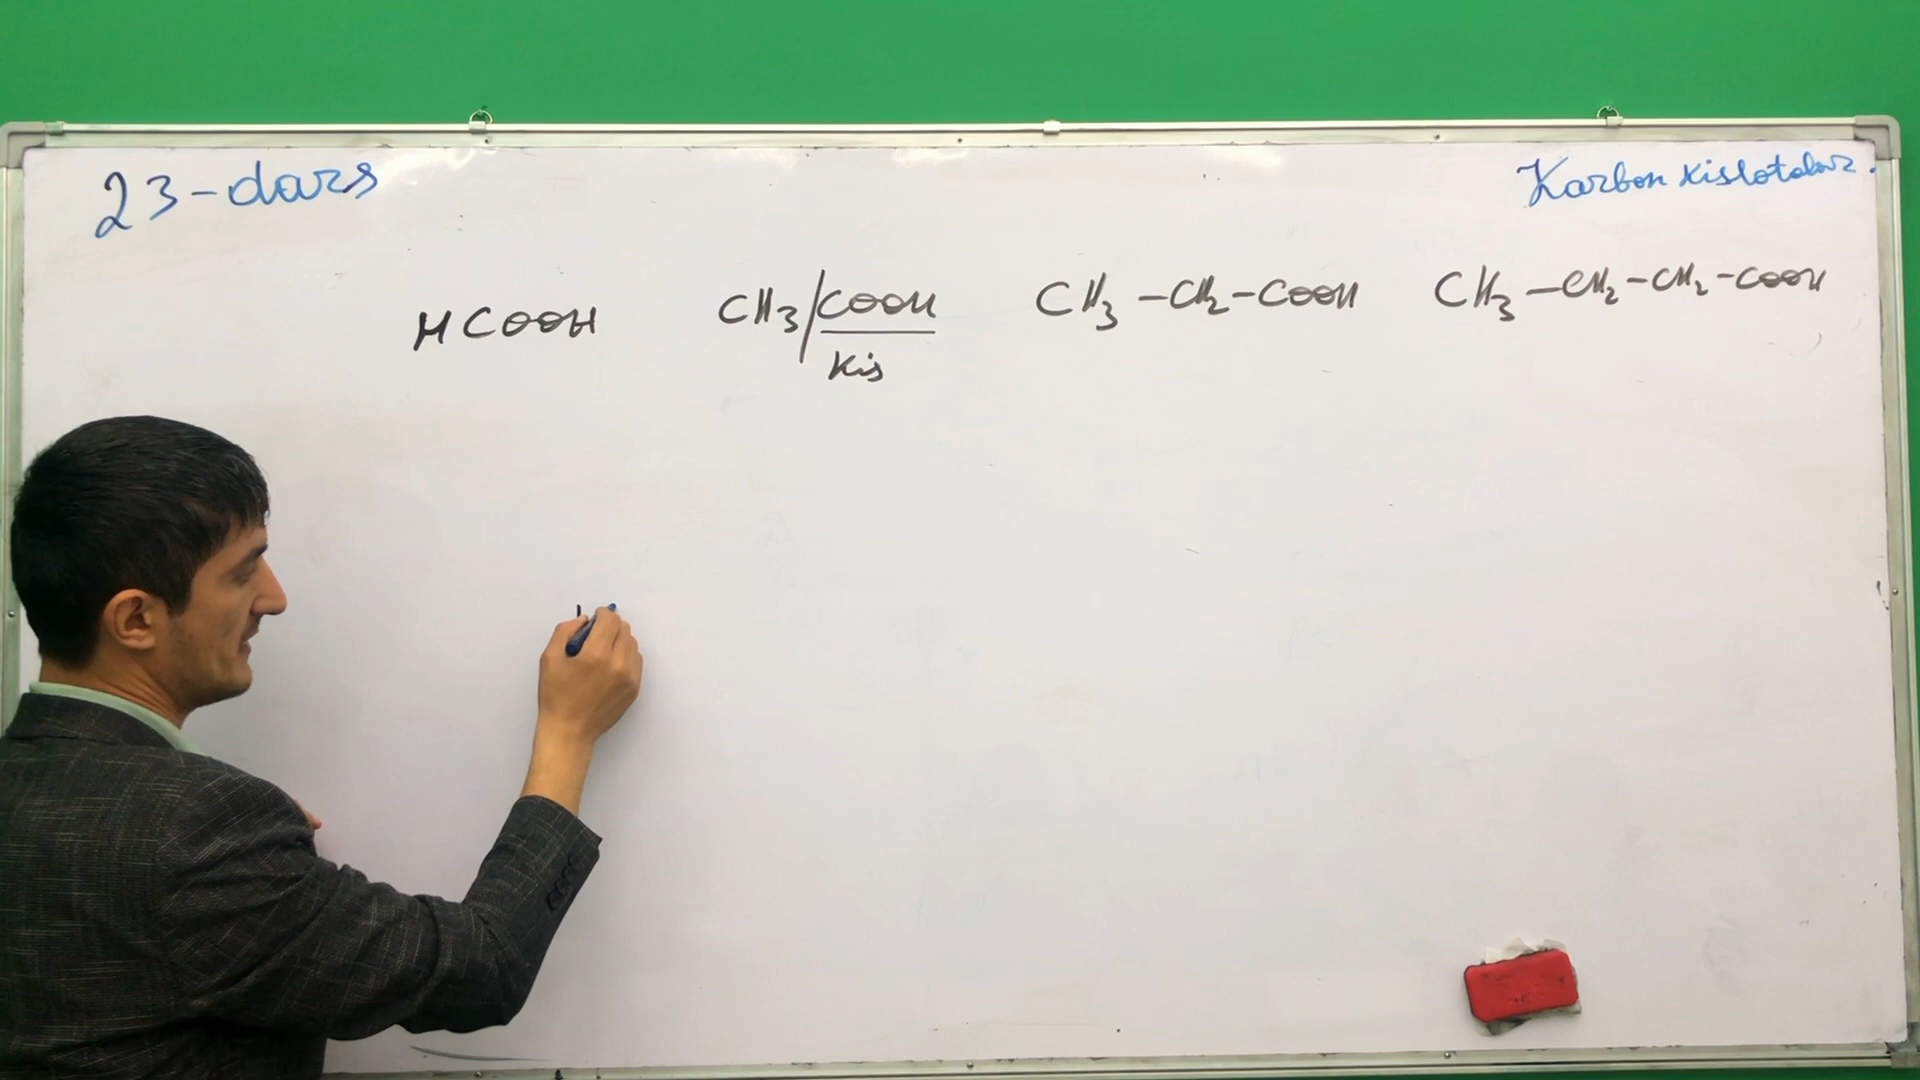 23-dars
Karbon kislotalar.
HCOOH CH3/COOH CH3-CH2-COOH CH3-CH2-CH2-COOH
Kis